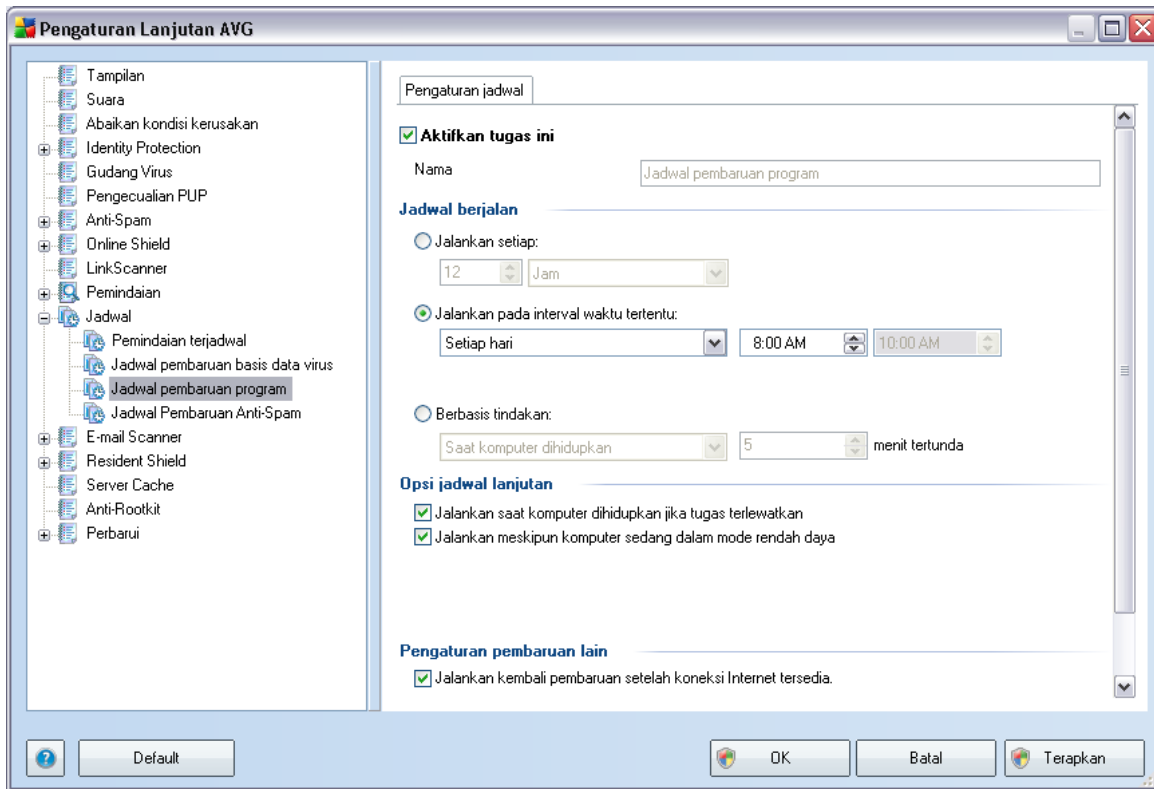 Pengaturan Lanjutan AVG
Tampilan
Suara
Abaikan kondisi kerusakan
Identity Protection
Gudang Virus
Pengecualian PUP
Anti-Spam
Online Shield
LinkScanner
Pemindaian
Jadwal
Pemindaian terjadwal
Jadwal pembaruan basis data virus
Jadwal pembaruan program
Jadwal Pembaruan Anti-Spam
E-mail Scanner
Resident Shield
Server Cache
Anti-Rootkit
Perbarui
Pengaturan jadwal
Aktifkan tugas ini
Nama Jadwal pembaruan program
Jadwal berjalan
Jalankan setiap:
12 Jam
Jalankan pada interval waktu tertentu:
Setiap hari 8:00 AM 10:00 AM
Berbasis tindakan:
Saat komputer dihidupkan 5 menit tertunda
Opsi jadwal lanjutan
Jalankan saat komputer dihidupkan jika tugas terlewatkan
Jalankan meskipun komputer sedang dalam mode rendah daya
Pengaturan pembaruan lain
Jalankan kembali pembaruan setelah koneksi Internet tersedia.
? Default OK Batal Terapkan